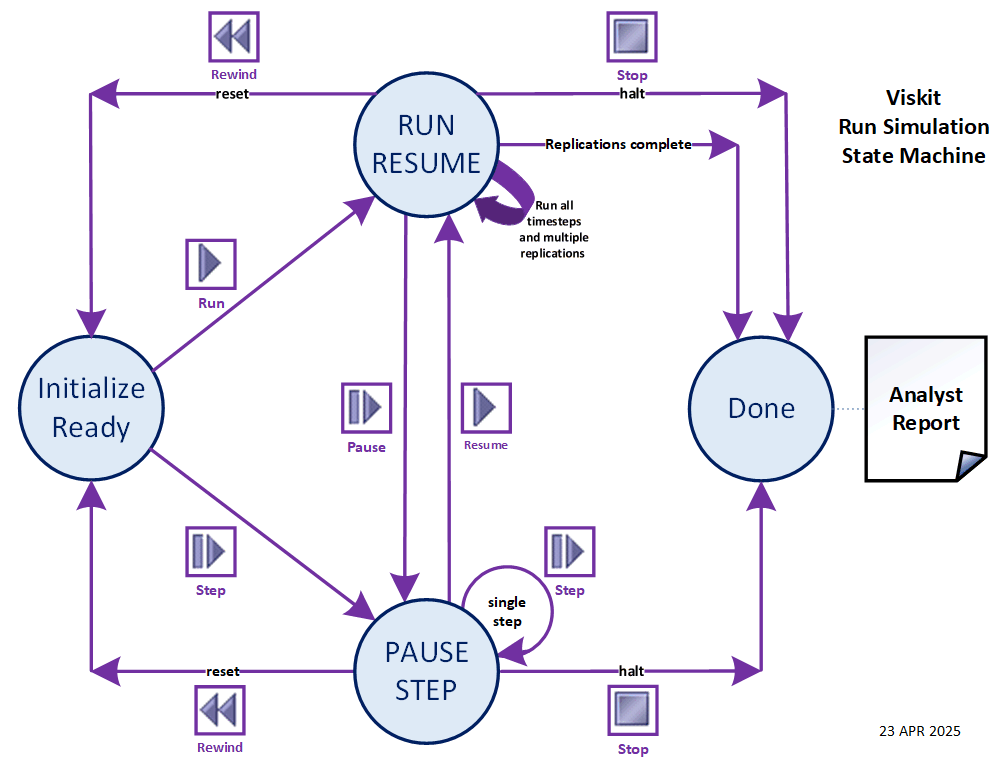 Rewind
reset
Stop
halt
Viskit
Run Simulation
State Machine
RUN
RESUME
Replications complete
Run all
timesteps
and multiple
replications
Run
Initialize
Ready
Pause
Resume
Done
Analyst
Report
Step
single
step
Step
PAUSE
STEP
reset
Rewind
halt
Stop
23 APR 2025